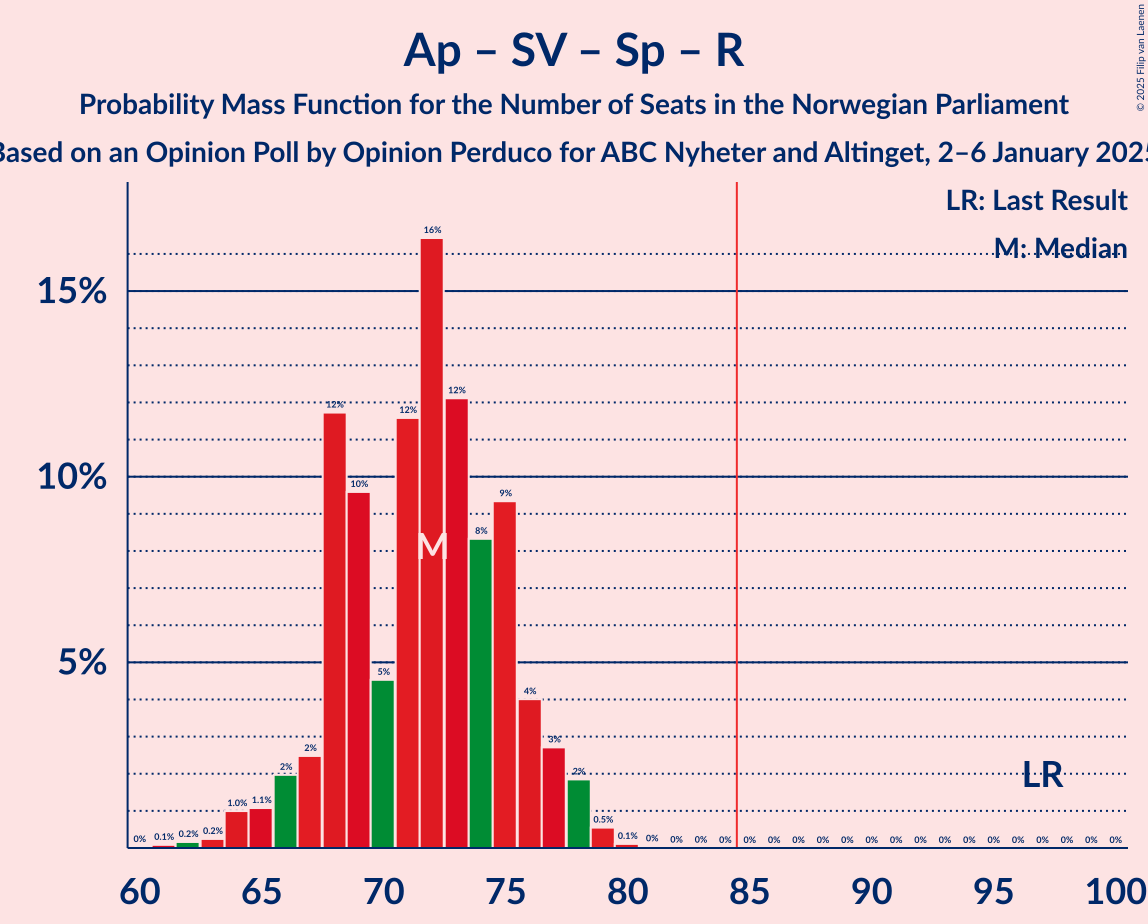 Ap – SV – Sp – R
Probability Mass Function for the Number of Seats in the Norwegian Parliament
Based on an Opinion Poll by Opinion Perduco for ABC Nyheter and Altinget, 2–6 January 2025
© 2025 Filip van Laenen
LR: Last Result
M: Median
15%
10%
5%
0% 0.1% 0.2% 0.2% 1.0% 1.1% 2% 2% 12% 10% 5% 12% 16% 12% 8% 9% 4% 3% 2% 0.5% 0.1% 0% 0% 0% 0% 0% 0% 0% 0% 0% 0% 0% 0% 0% 0% 0% 0% 0% 0% 0% 0%
M
LR
60 65 70 75 80 85 90 95 100